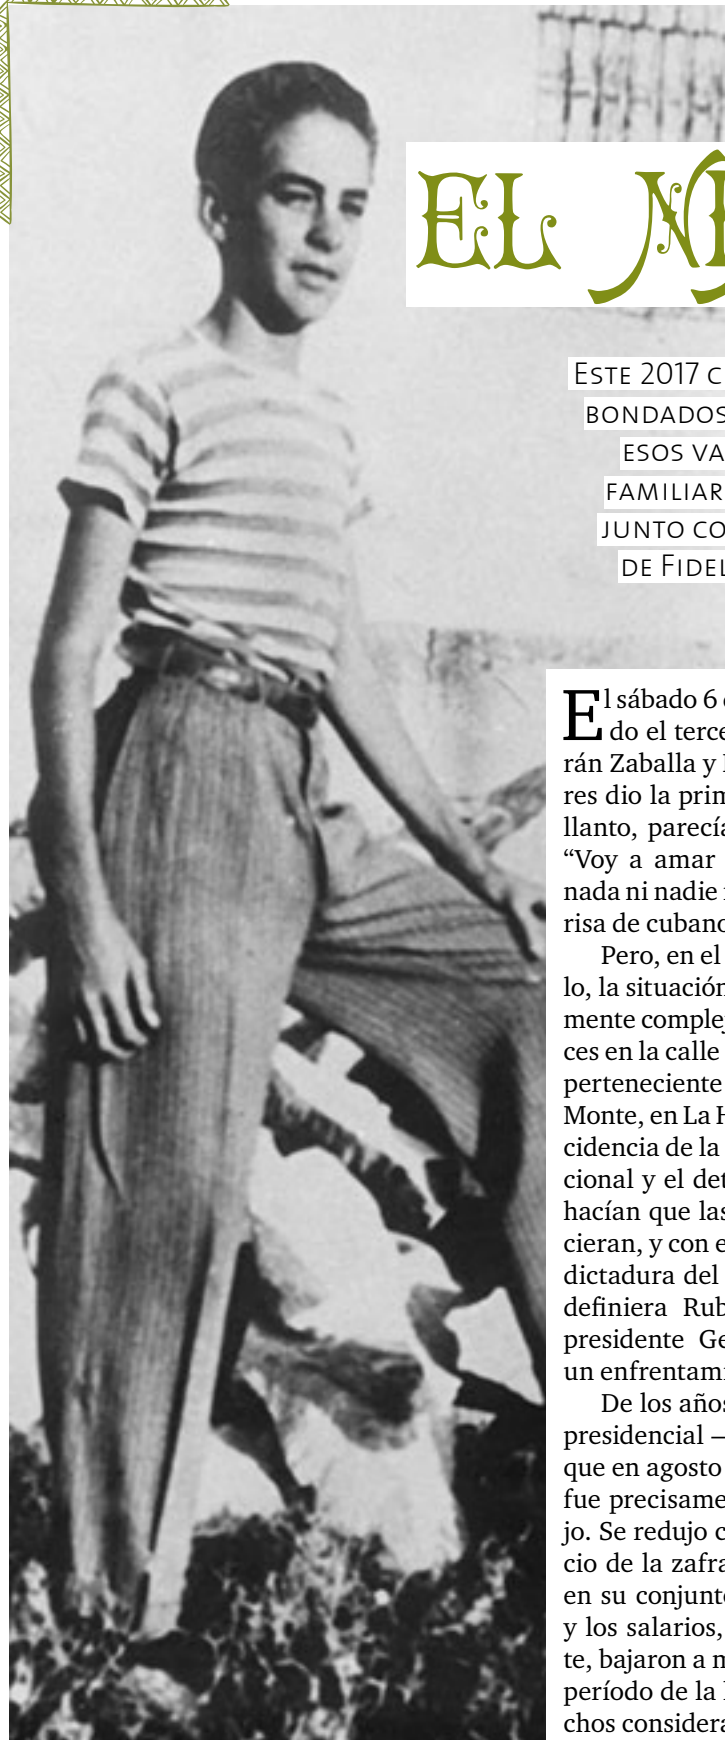 EL NI
ESTE 2017 C
BONDADOS
ESOS VA
FAMILIAR
JUNTO CO
DE FIDEL
El sábado 6
do el terce
rán Zaballa y
res dio la prim
llanto, parecía
“Voy a amar
nada ni nadie
risa de cubano
Pero, en el
lo, la situación
mente complej
ces en la calle
perteneciente
Monte, en La H
cidencia de la
cional y el det
hacían que las
cieran, y con e
dictadura del
definiera Rub
presidente Ge
un enfrentami
De los años
presidencial —
que en agosto
fue precisame
jo. Se redujo c
cio de la zafra
en su conjunto
y los salarios,
te, bajaron a m
período de la
chos considera